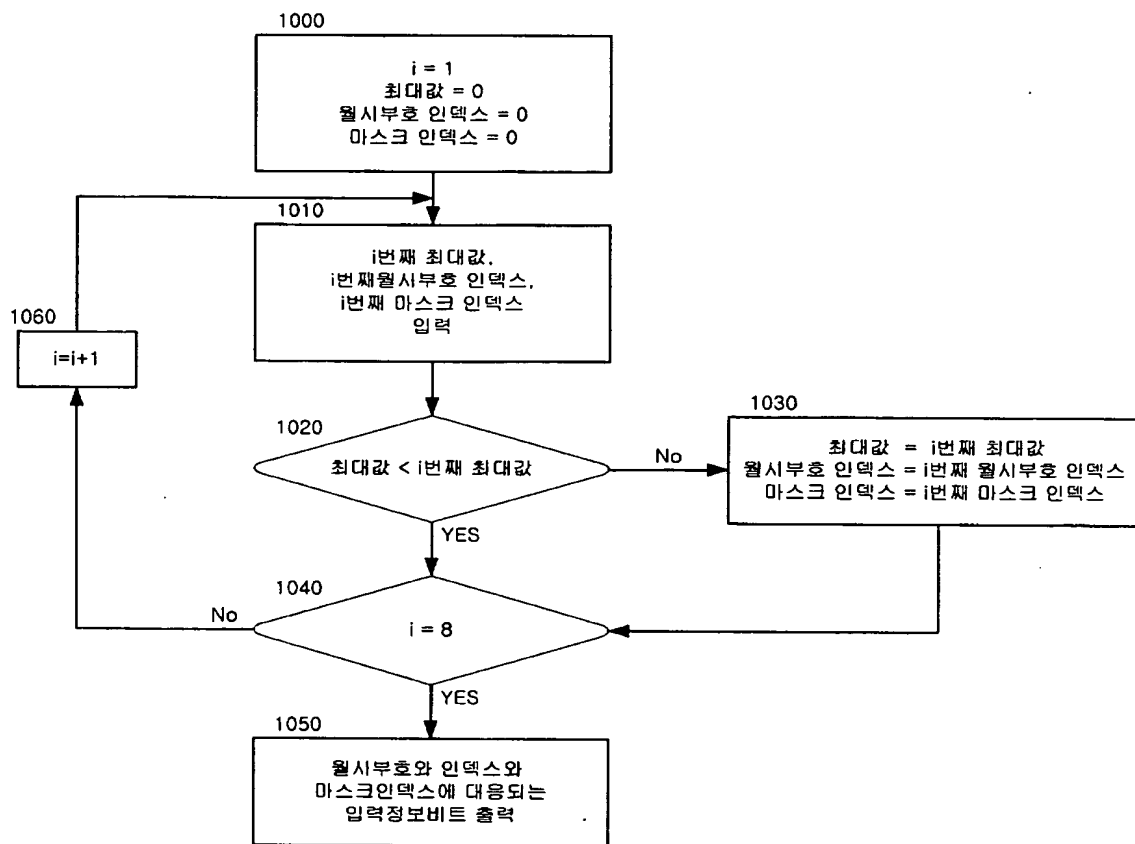 1000
i = 1
최대값 = 0
월시부호 인덱스 = 0
마스크 인덱스 = 0
1010
i번째 최대값,
i번째월시부호 인덱스,
i번째 마스크 인덱스
입력
1060
i=i+1
1020
최대값 < i번째 최대값
No
YES
1030
최대값 = i번째 최대값
월시부호 인덱스 = i번째 월시부호 인덱스
마스크 인덱스 = i번째 마스크 인덱스
1040
No
i = 8
YES
1050
월시부호와 인덱스와
마스크인덱스에 대응되는
입력정보비트 출력